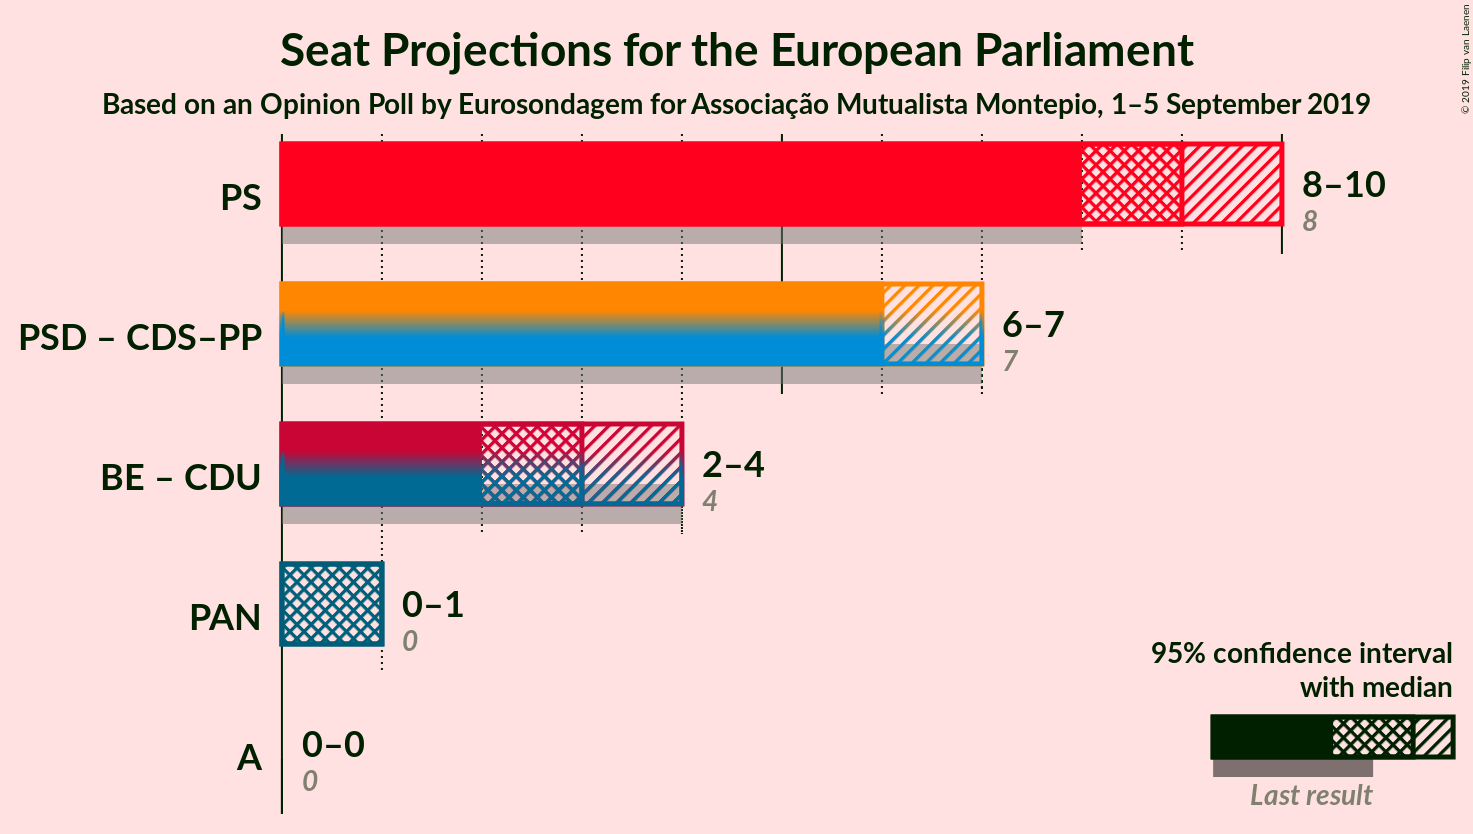 Seat Projections for the European Parliament
Based on an Opinion Poll by Eurosondagem for Associação Mutualista Montepio, 1–5 September 2019
© 2019 Filip van Laenen
PS
8–10
8
PSD – CDS–PP
6–7
7
BE – CDU
2–4
4
PAN
0–1
0
A
0–0
0
95% confidence interval
with median
Last result